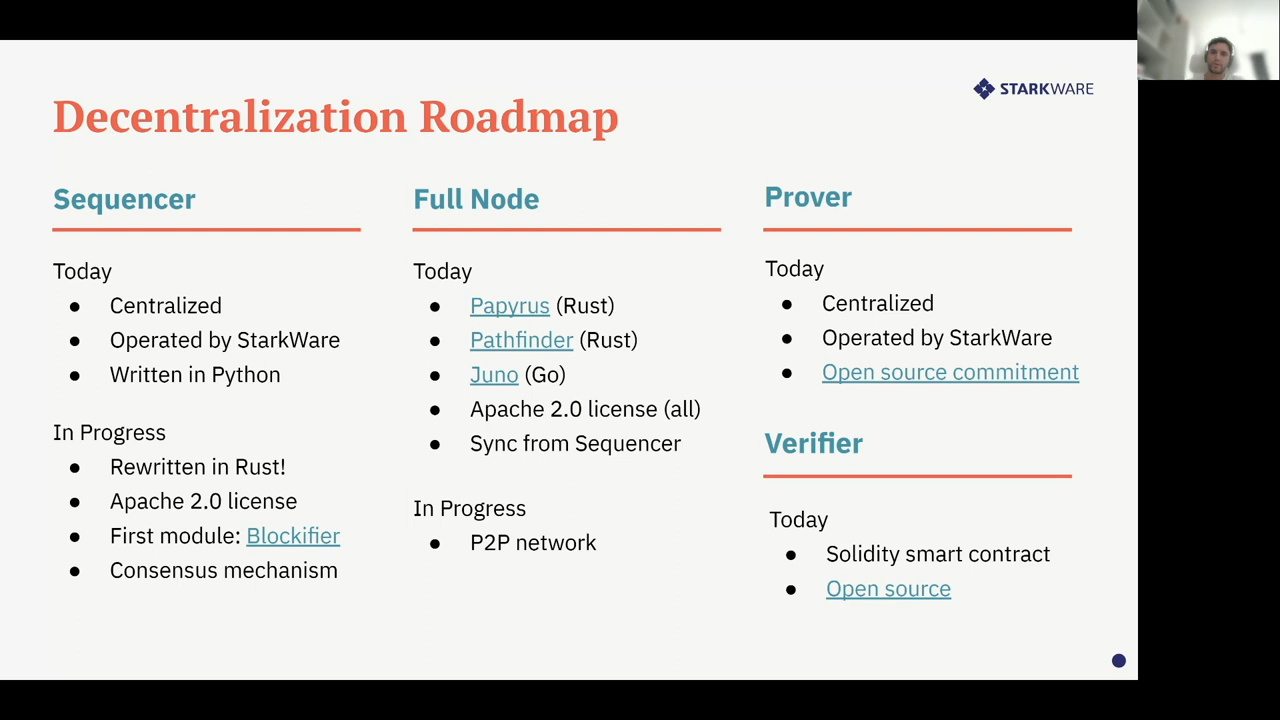 STARKWARE
Decentralization Roadmap
Sequencer
Today
● Centralized
● Operated by StarkWare
● Written in Python
In Progress
● Rewritten in Rust!
● Apache 2.0 license
● First module: Blockifier
● Consensus mechanism
Full Node
Today
● Papyrus (Rust)
● Pathfinder (Rust)
● Juno (Go)
● Apache 2.0 license (all)
● Sync from Sequencer
In Progress
● P2P network
Prover
Today
● Centralized
● Operated by StarkWare
● Open source commitment
Verifier
Today
● Solidity smart contract
● Open source